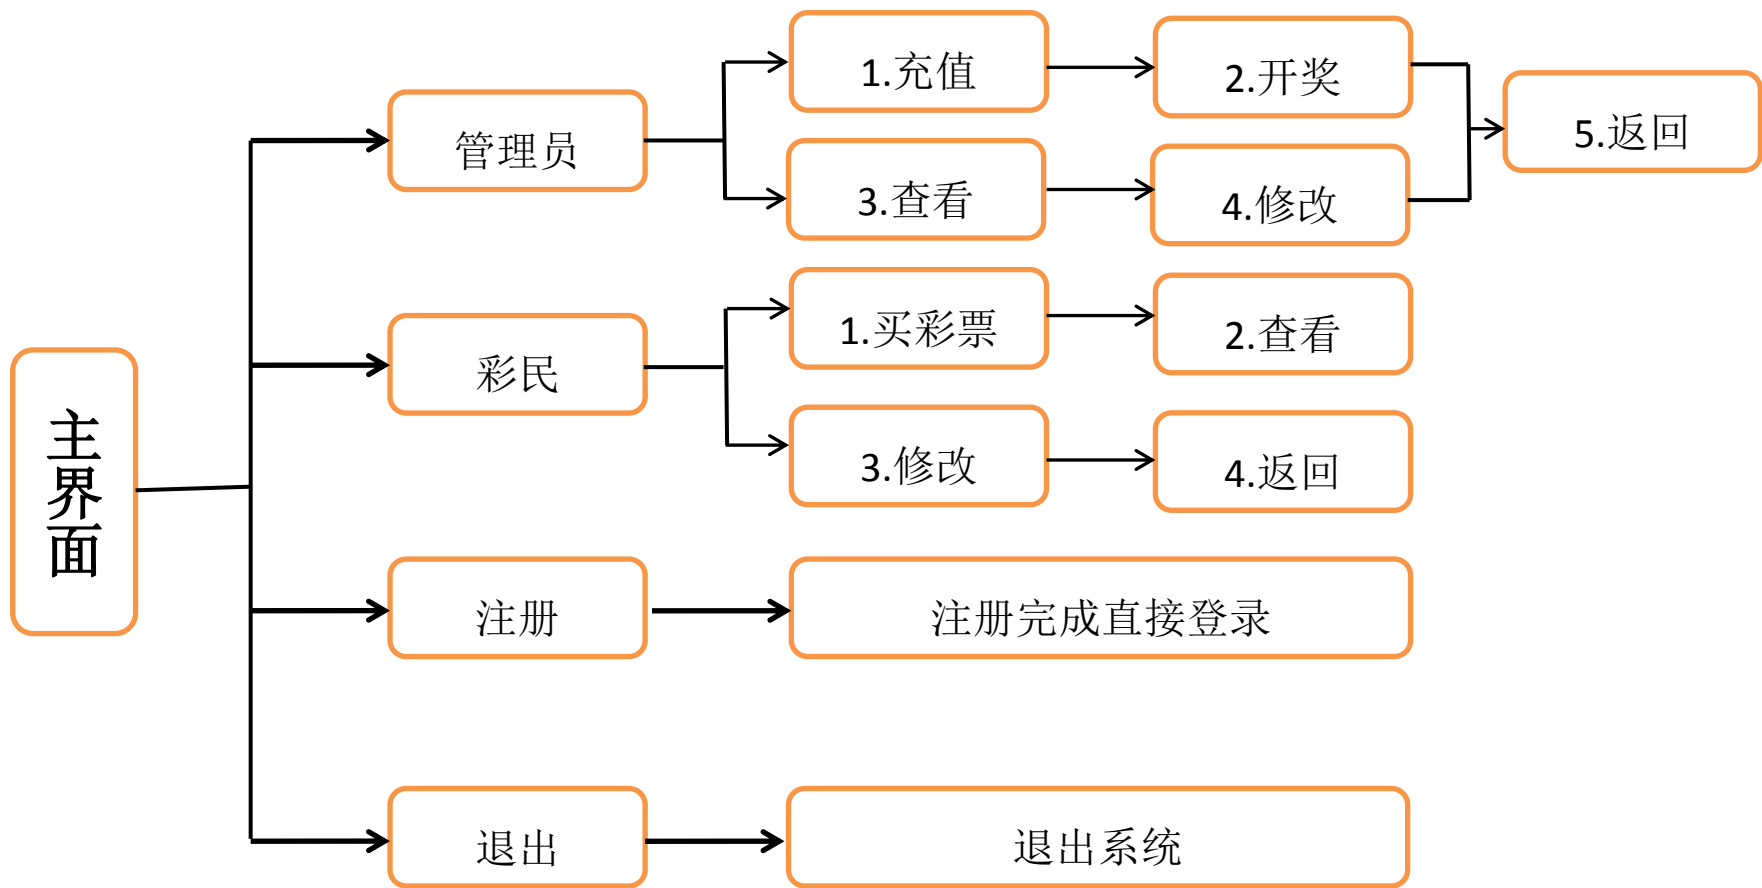 主界面
管理员
1.充值
2.开奖
3.查看
4.修改
5.返回
彩民
1.买彩票
2.查看
3.修改
4.返回
注册
注册完成直接登录
退出
退出系统